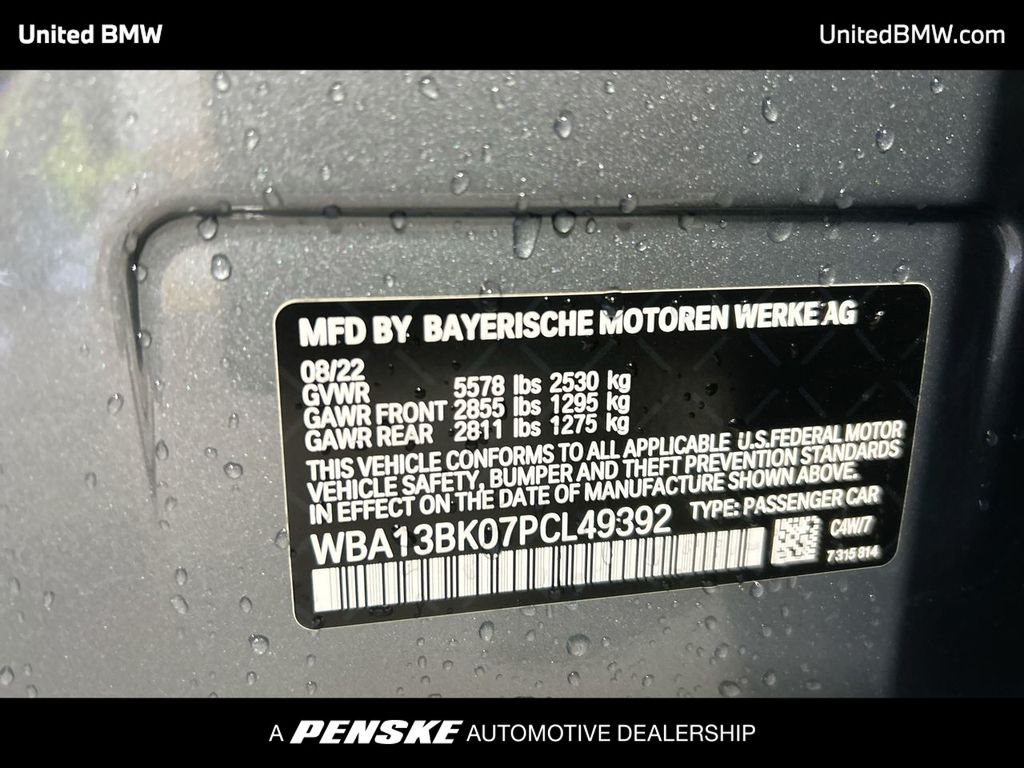 United BMW
UnitedBMW.com
MFD BY BAYERISCHE MOTOREN WERKE AG
08/22
GVWR 5578 lbs 2530 kg
GAWR FRONT 2855 lbs 1295 kg
GAWR REAR 2811 lbs 1275 kg
THIS VEHICLE CONFORMS TO ALL APPLICABLE U.S.FEDERAL MOTOR
VEHICLE SAFETY, BUMPER AND THEFT PREVENTION STANDARDS
IN EFFECT ON THE DATE OF MANUFACTURE SHOWN ABOVE.
WBA13BK07PCL49392 TYPE: PASSENGER CAR
C4W/7
7 315 814
A PENSKE AUTOMOTIVE DEALERSHIP